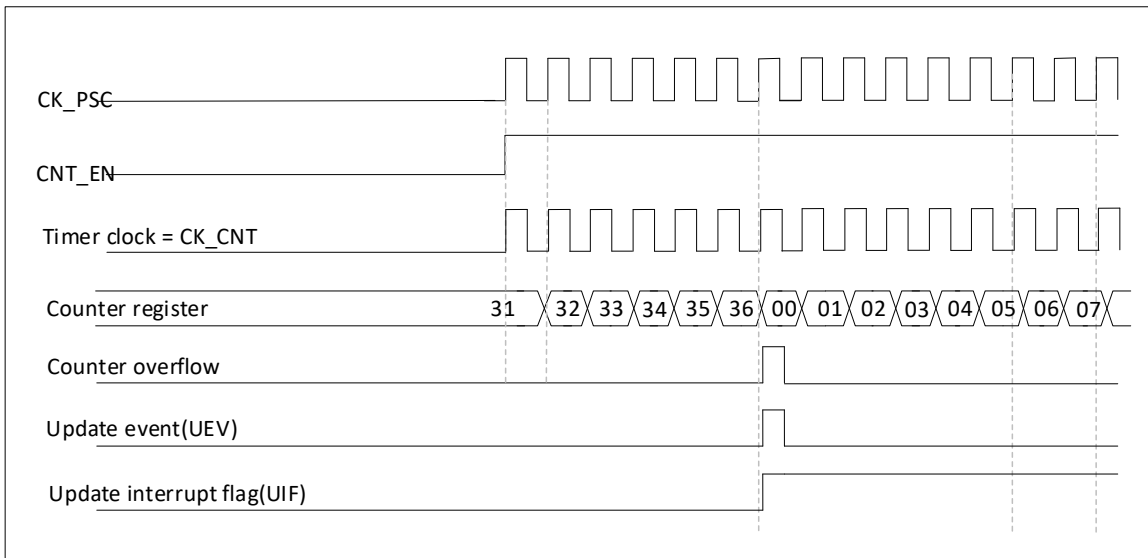 CK_PSC
CNT_EN
Timer clock = CK_CNT
Counter register 31 32 33 34 35 36 00 01 02 03 04 05 06 07
Counter overflow
Update event(UEV)
Update interrupt flag(UIF)